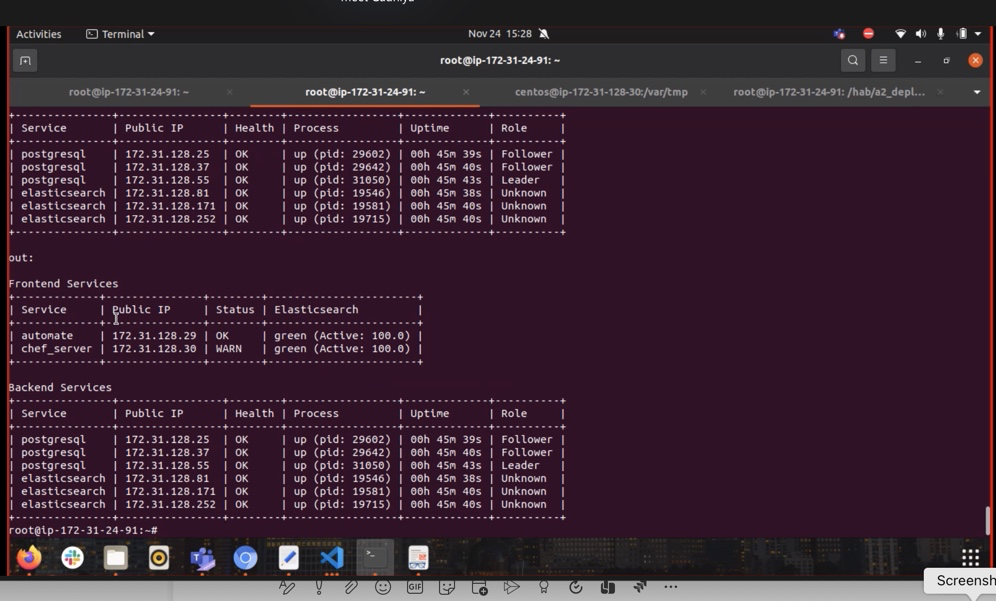 Activities Terminal Nov 24 15:28
root@ip-172-31-24-91: ~
root@ip-172-31-24-91: ~ × root@ip-172-31-24-91: ~ × centos@ip-31-128-30:/var/tmp × root@ip-172-31-24-91: /hab/a2_depl... ×
+------------+----------------+--------+-----------------+-------------+----------+
| Service | Public IP | Health | Process | Uptime | Role |
+------------+----------------+--------+-----------------+-------------+----------+
| postgresql | 172.31.128.25 | OK | up (pid: 29602) | 00h 45m 39s | Follower |
| postgresql | 172.31.128.37 | OK | up (pid: 29642) | 00h 45m 40s | Follower |
| postgresql | 172.31.128.55 | OK | up (pid: 31050) | 00h 45m 43s | Leader |
| elasticsearch | 172.31.128.81 | OK | up (pid: 19546) | 00h 45m 38s | Unknown |
| elasticsearch | 172.31.128.171 | OK | up (pid: 19581) | 00h 45m 40s | Unknown |
| elasticsearch | 172.31.128.252 | OK | up (pid: 19715) | 00h 45m 40s | Unknown |
+------------+----------------+--------+-----------------+-------------+----------+
out:
Frontend Services
+-------------+---------------+--------+-----------------------+
| Service | Public IP | Status | Elasticsearch |
+-------------+---------------+--------+-----------------------+
| automate | 172.31.128.29 | OK | green (Active: 100.0) |
| chef_server | 172.31.128.30 | WARN | green (Active: 100.0) |
+-------------+---------------+--------+-----------------------+
Backend Services
+------------+----------------+--------+-----------------+-------------+----------+
| Service | Public IP | Health | Process | Uptime | Role |
+------------+----------------+--------+-----------------+-------------+----------+
| postgresql | 172.31.128.25 | OK | up (pid: 29602) | 00h 45m 39s | Follower |
| postgresql | 172.31.128.37 | OK | up (pid: 29642) | 00h 45m 40s | Follower |
| postgresql | 172.31.128.55 | OK | up (pid: 31050) | 00h 45m 43s | Leader |
| elasticsearch | 172.31.128.81 | OK | up (pid: 19546) | 00h 45m 38s | Unknown |
| elasticsearch | 172.31.128.171 | OK | up (pid: 19581) | 00h 45m 40s | Unknown |
| elasticsearch | 172.31.128.252 | OK | up (pid: 19715) | 00h 45m 40s | Unknown |
+------------+----------------+--------+-----------------+-------------+----------+
root@ip-172-31-24-91:~#
GIF
Screensh